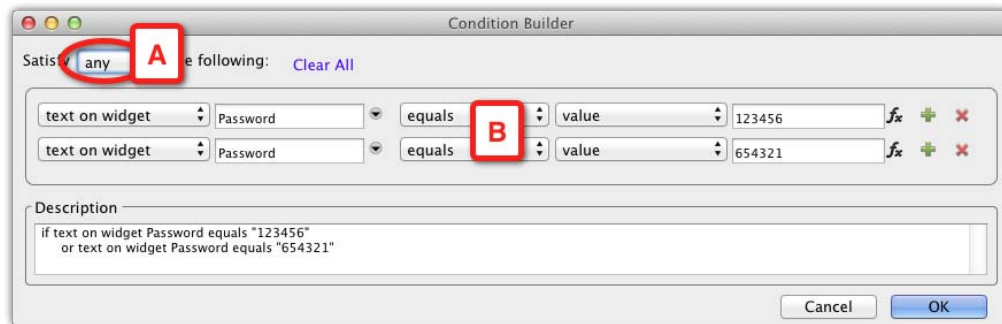 Condition Builder
Satisfy any A e following: Clear All
text on widget Password equals B value 123456 fx
text on widget Password equals value 654321 fx
Description
if text on widget Password equals "123456"
or text on widget Password equals "654321"
Cancel OK